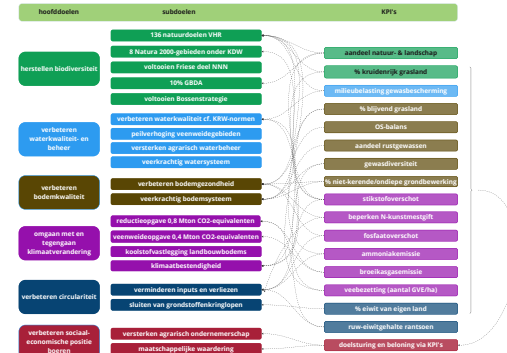 hoofddoelen
subdoelen
KPI's
herstellen biodiversiteit
136 natuurdoelen VHR
8 Natura 2000-gebieden onder KDW
voltooien Friese deel NNN
10% GBDA
voltooien Bossenstrategie
verbeteren
waterkwaliteit- en
beheer
verbeteren waterkwaliteit cf. KRW-normen
peilverhoging veenweidegebieden
versterken agrarisch waterbeheer
veerkrachtig watersysteem
verbeteren
bodemkwaliteit
verbeteren bodemgezondheid
veerkrachtig bodemsysteem
omgaan met en
tegengaan
klimaatverandering
reductieopgave 0,8 Mton CO2-equivalenten
veenweideopgave 0,4 Mton CO2-equivalenten
koolstofvastlegging landbouwbodems
klimaatbestendigheid
verbeteren circulariteit
verminderen inputs en verliezen
sluiten van grondstoffenkringlopen
verbeteren sociaal-
economische positie
boeren
versterken agrarisch ondernemerschap
maatschappelijke waardering
aandeel natuur- & landschap
% kruidenrijk grasland
milieubelasting gewasbescherming
% blijvend grasland
OS-balans
aandeel rustgewassen
gewasdiversiteit
% niet-kerende/ondiepe grondbewerking
stikstofoverschot
beperken N-kunstmestgift
fosfaatoverschot
ammoniakemissie
broeikasgasemissie
veebezetting (aantal GVE/ha)
% eiwit van eigen land
ruw-eiwitgehalte rantsoen
doelsturing en beloning via KPI's